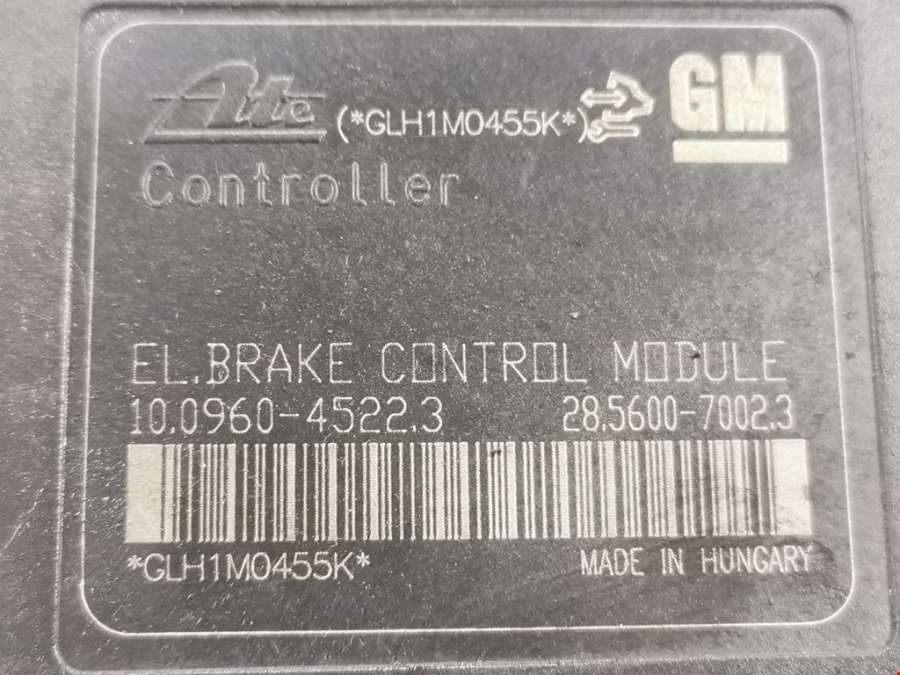 Ate (*GLH1M0455K*) GM
Controller
EL.BRAKE CONTROL MODULE
10.0960-4522.3 28.5600-7002.3
*GLH1M0455K* MADE IN HUNGARY